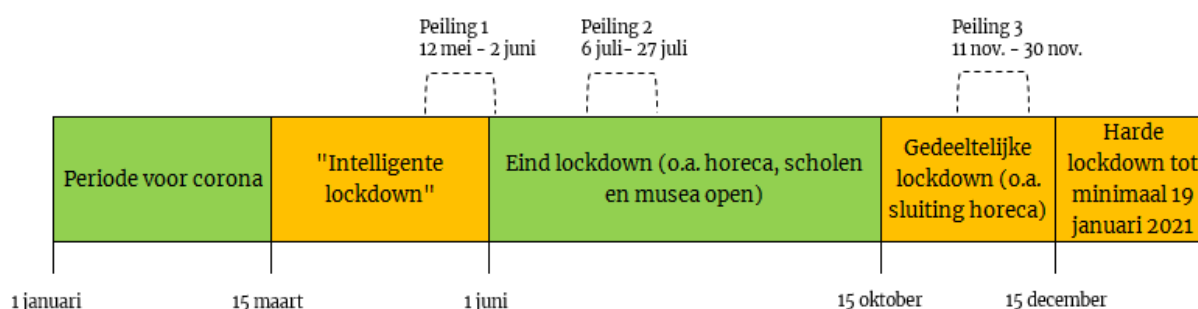 Peiling 1
12 mei - 2 juni
Peiling 2
6 juli- 27 juli
Peiling 3
11 nov. - 30 nov.
Periode voor corona
"Intelligente
lockdown"
Eind lockdown (o.a. horeca, scholen
en musea open)
Gedeeltelijke
lockdown (o.a.
sluiting horeca)
Harde
lockdown tot
minimaal 19
januari 2021
1 januari
15 maart
1 juni
15 oktober
15 december